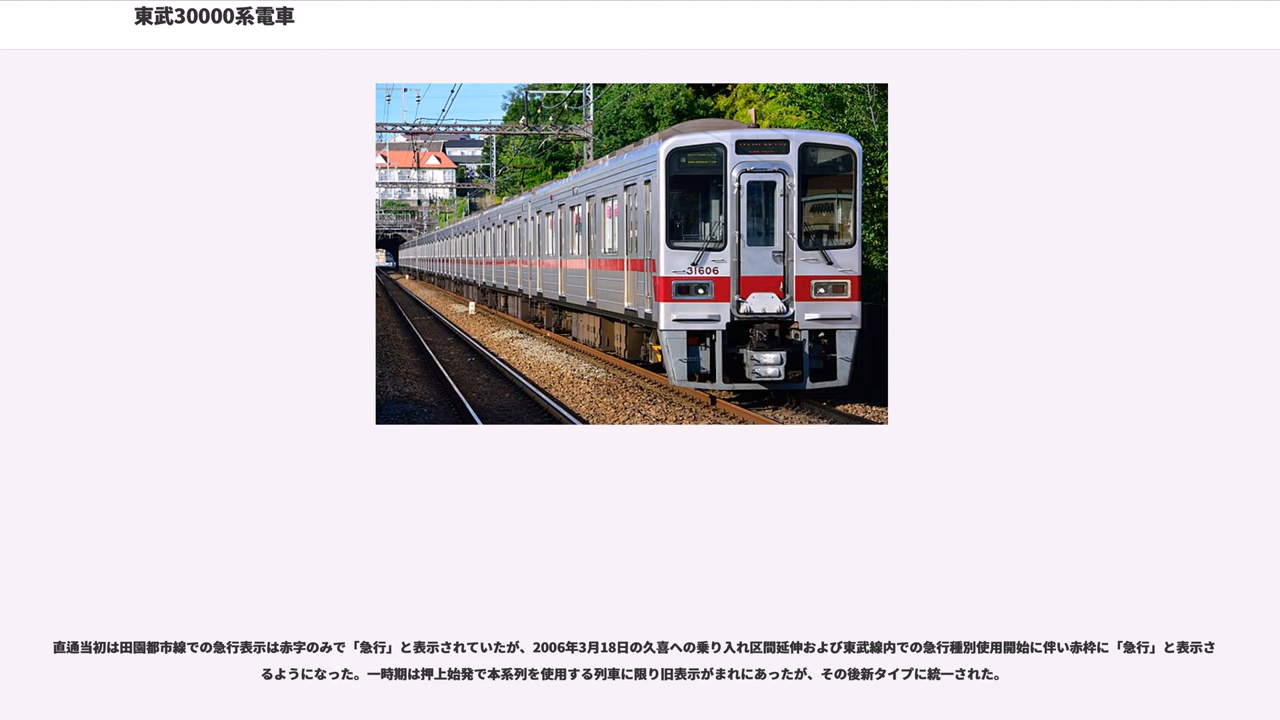 東武30000系電車
31606
直通当初は田園都市線での急行表示は赤字のみで「急行」と表示されていたが、2006年3月18日の久喜への乗り入れ区間延伸および東武線内での急行種別使用開始に伴い赤枠に「急行」と表示さ
るようになった。一時期は押上始発で本系列を使用する列車に限り旧表示がまれにあったが、その後新タイプに統一された。